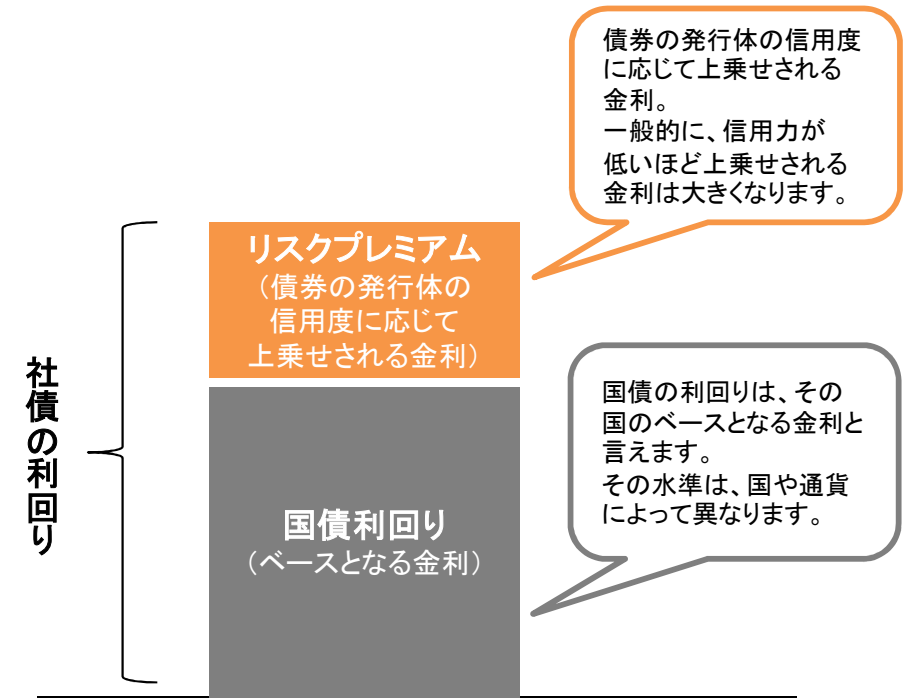 債券の発行体の信用度
に応じて上乗せされる
金利。
一般的に、信用力が
低いほど上乗せされる
金利は大きくなります。
リスクプレミアム
（債券の発行体の
信用度に応じて
上乗せされる金利）
社債の利回り
国債の利回りは、その
国のベースとなる金利と
言えます。
その水準は、国や通貨
によって異なります。
国債利回り
（ベースとなる金利）